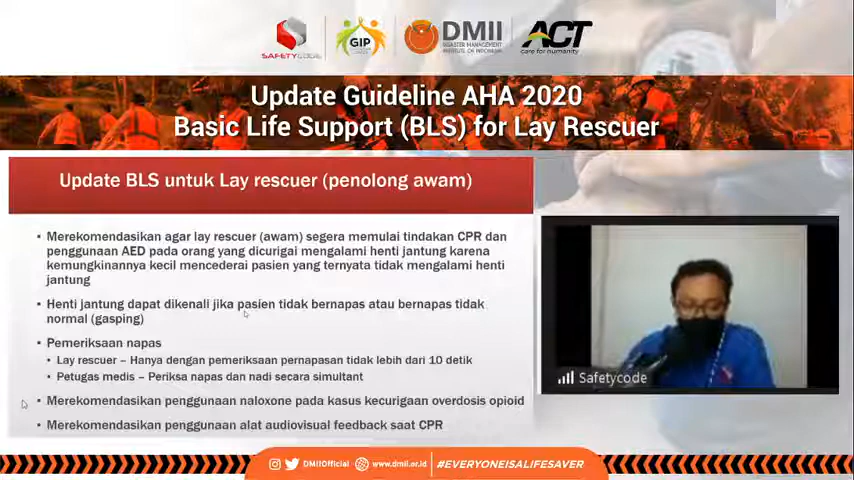 SAFETYCODE
GIP
DMII
DISASTER MANAGEMENT
INSTITUTE OF INDONESIA
ACT
care for humanity
Update Guideline AHA 2020
Basic Life Support (BLS) for Lay Rescuer
Update BLS untuk Lay rescuer (penolong awam)
• Merekomendasikan agar lay rescuer (awam) segera memulai tindakan CPR dan
penggunaan AED pada orang yang dicurigai mengalami henti jantung karena
kemungkinannya kecil mencederai pasien yang ternyata tidak mengalami henti
jantung
• Henti jantung dapat dikenali jika pasien tidak bernapas atau bernapas tidak
normal (gasping)
• Pemeriksaan napas
• Lay rescuer – Hanya dengan pemeriksaan pernapasan tidak lebih dari 10 detik
• Petugas medis – Periksa napas dan nadi secara simultant
• Merekomendasikan penggunaan naloxone pada kasus kecurigaan overdosis opioid
• Merekomendasikan penggunaan alat audiovisual feedback saat CPR
Safetycode
DMIIOfficial
www.dmii.or.id
#EVERYONEISALIFESAVER